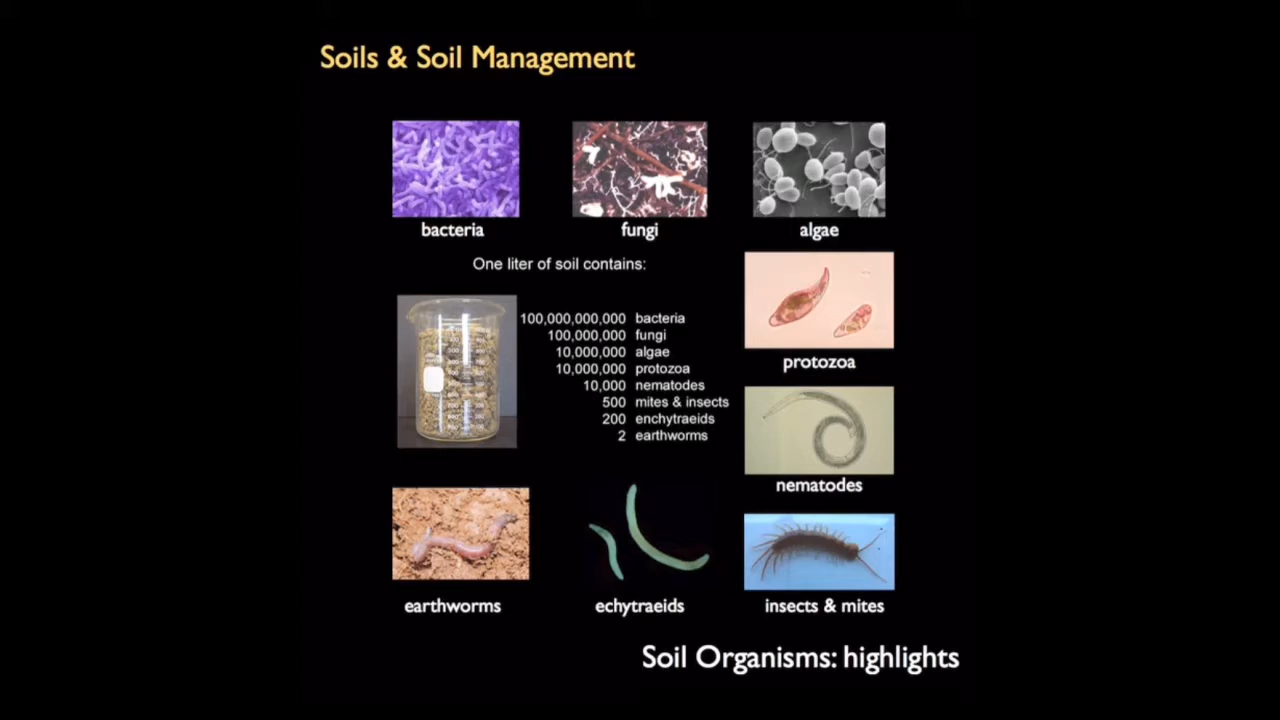 Soils & Soil Management
bacteria
fungi
algae
One liter of soil contains:
100,000,000,000 bacteria
100,000,000 fungi
10,000,000 algae
10,000,000 protozoa
10,000 nematodes
500 mites & insects
200 enchytraeids
2 earthworms
protozoa
nematodes
earthworms
echytraeids
insects & mites
Soil Organisms: highlights